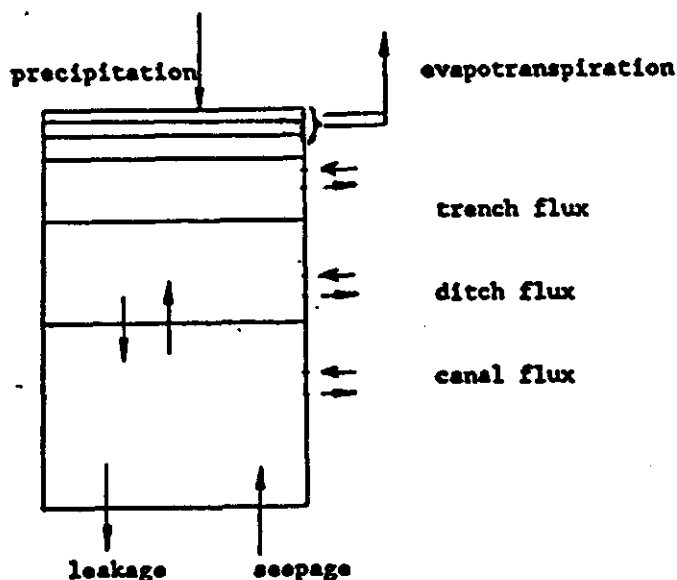 precipitation
evapotranspiration
trench flux
ditch flux
canal flux
leakage
seepage